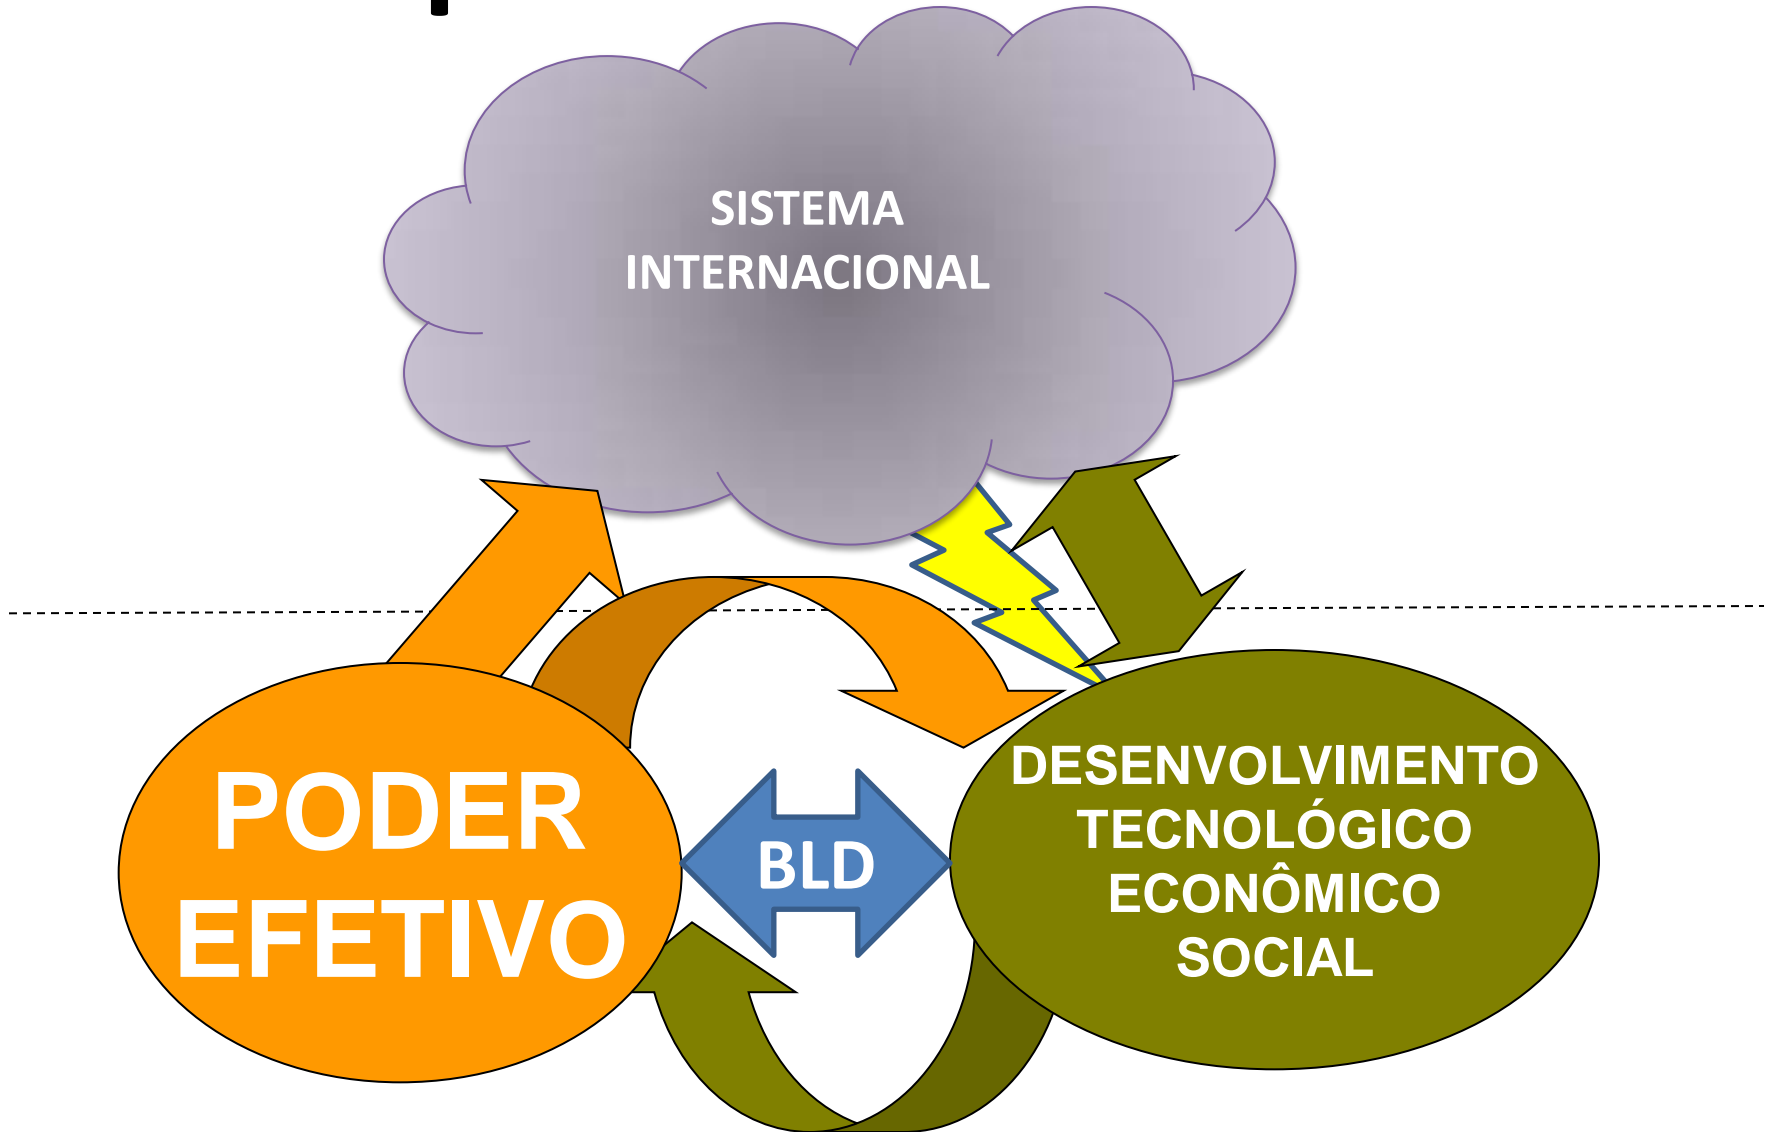 SISTEMA
INTERNACIONAL
PODER
EFETIVO
BLD
DESENVOLVIMENTO
TECNOLÓGICO
ECONÔMICO
SOCIAL